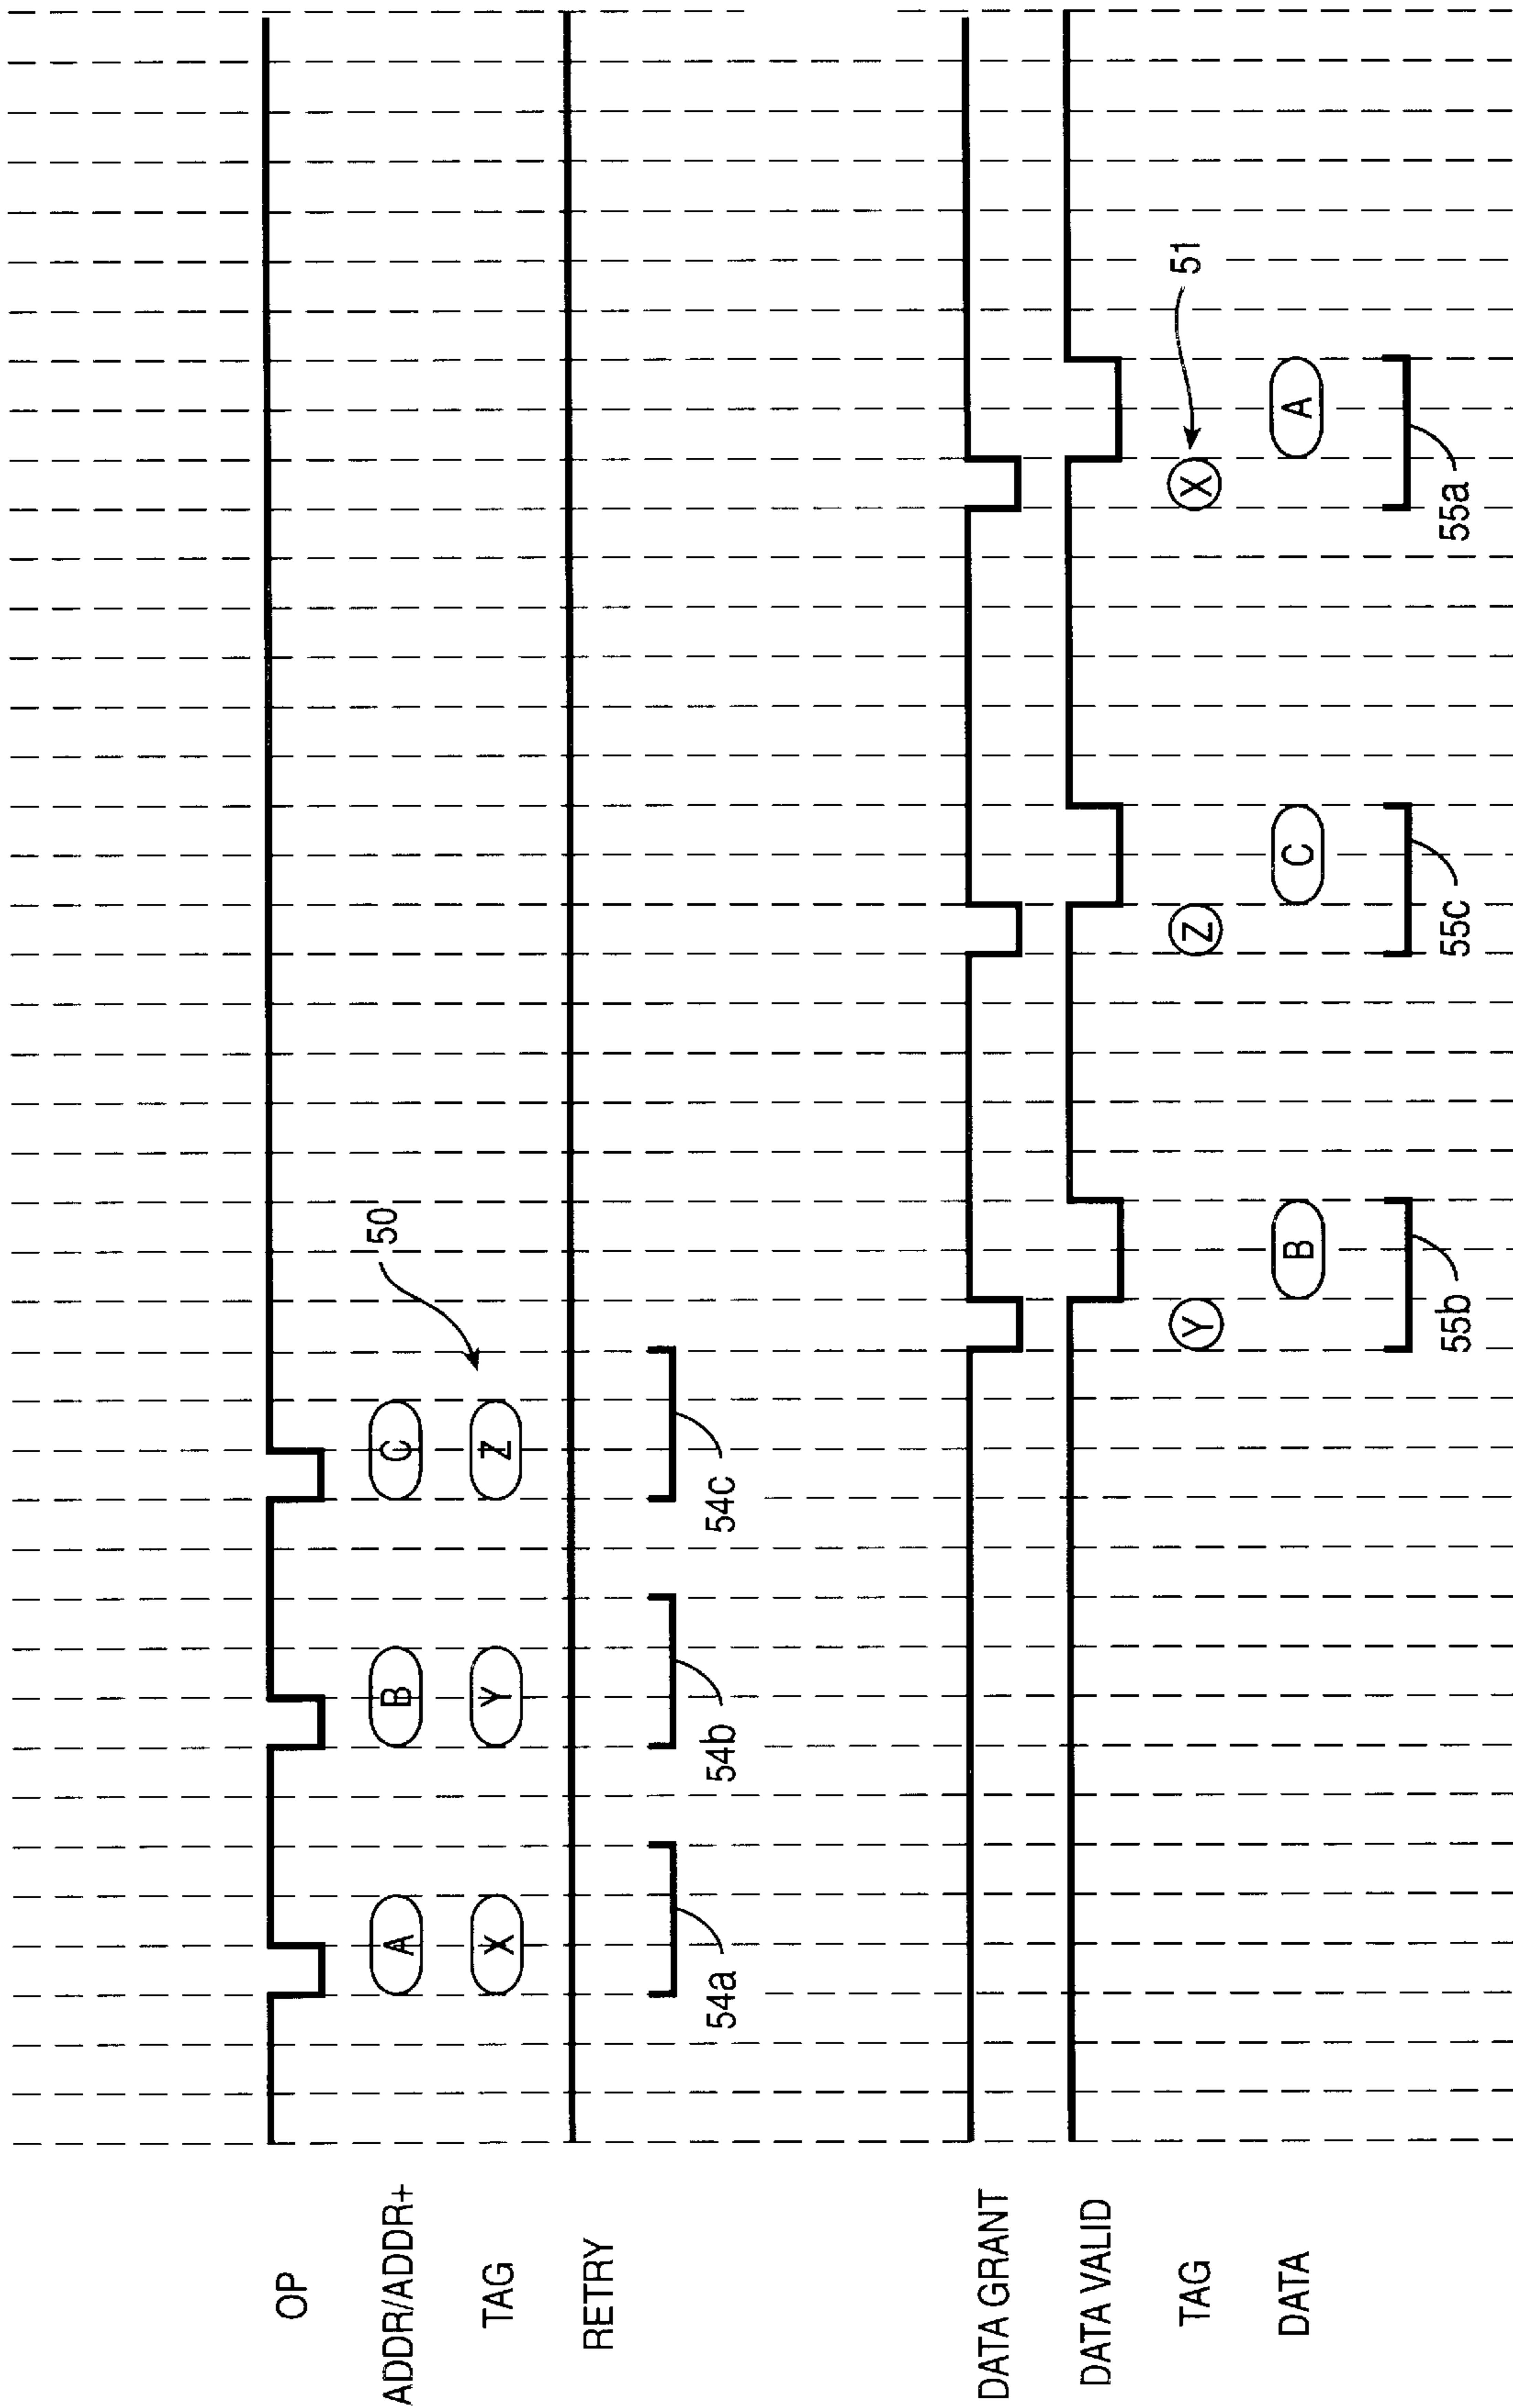 OP
ADDR/ADDR+
A
B
C
50
TAG
X
Y
Z
RETRY
54a
54b
54c
DATA GRANT
DATA VALID
TAG
Y
Z
X
51
DATA
B
C
A
55b
55c
55a